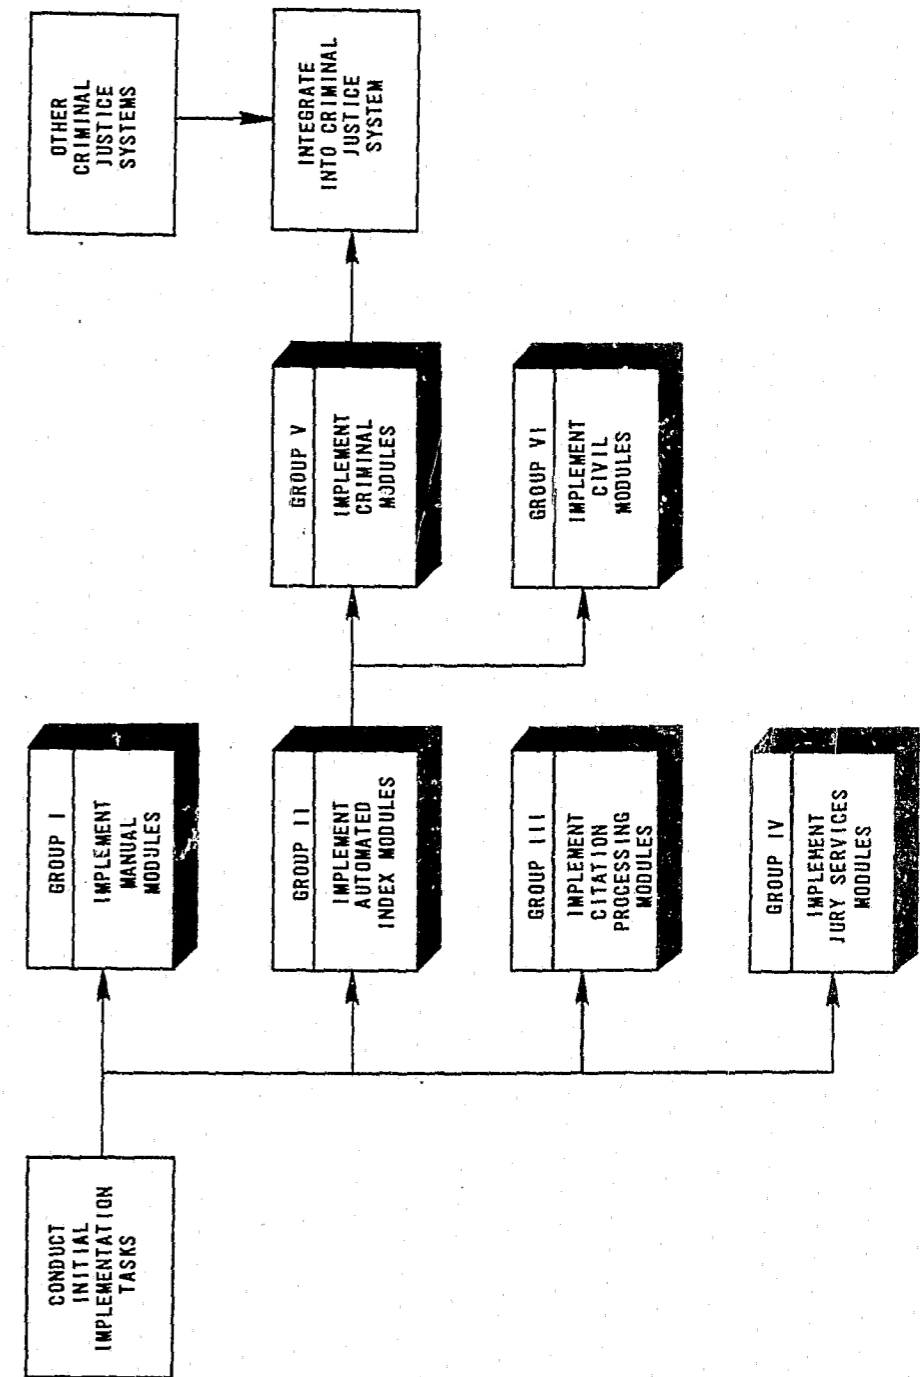 CONDUCT
INITIAL
IMPLEMENTATION
TASKS
GROUP I
IMPLEMENT
MANUAL
MODULES
GROUP II
IMPLEMENT
AUTOMATED
INDEX MODULES
GROUP III
IMPLEMENT
CITATION
PROCESSING
MODULES
GROUP IV
IMPLEMENT
JURY SERVICES
MODULES
GROUP V
IMPLEMENT
CRIMINAL
MODULES
GROUP VI
IMPLEMENT
CIVIL
MODULES
OTHER
CRIMINAL
JUSTICE
SYSTEMS
INTEGRATE
INTO CRIMINAL
JUSTICE
SYSTEM